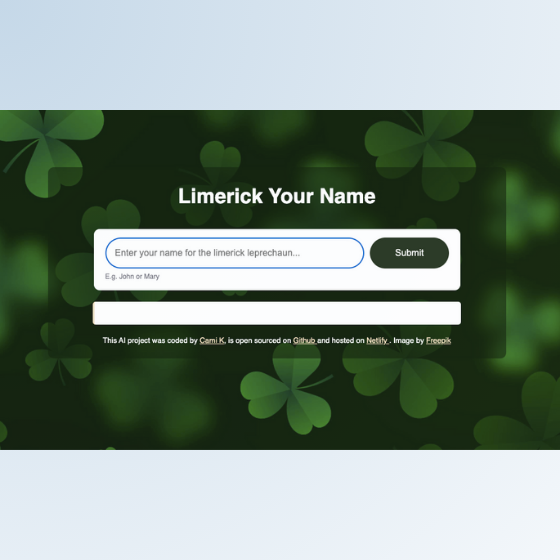 Limerick Your Name
Enter your name for the limerick leprechaun...
Submit
E.g. John or Mary
This AI project was coded by Cami K, is open sourced on Github and hosted on Netlify . Image by Freepik